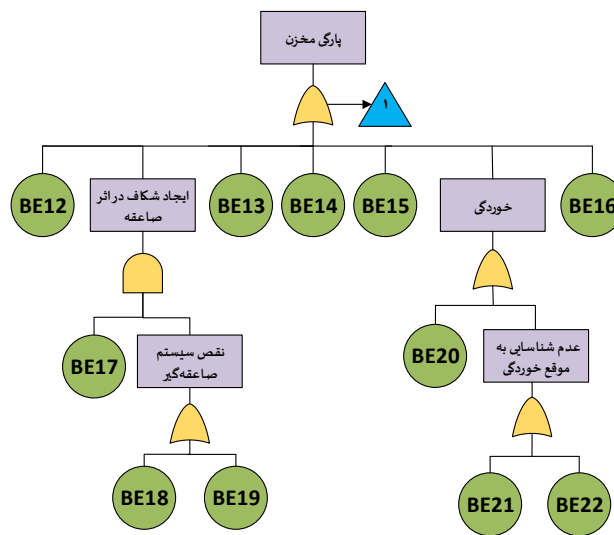 پارگی مخزن
۱
BE12
ایجاد شکاف در اثر
صاعقه
BE13
BE14
BE15
خوردگی
BE16
BE17
نقص سیستم
صاعقه‌گیر
BE20
عدم شناسایی به
موقع خوردگی
BE18
BE19
BE21
BE22